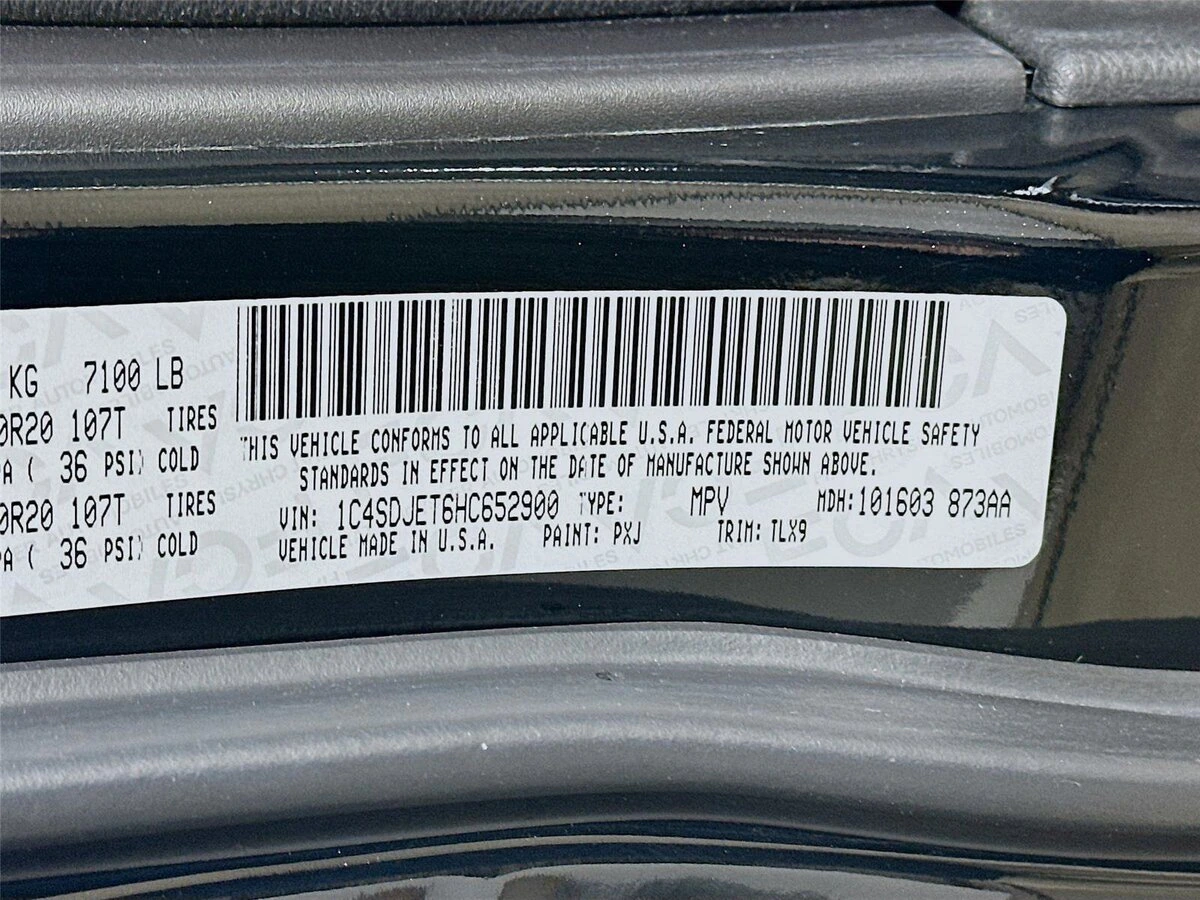 KG 7100 LB
0R20 107T TIRES
PA ( 36 PSI) COLD
0R20 107T TIRES
PA ( 36 PSI) COLD
THIS VEHICLE CONFORMS TO ALL APPLICABLE U.S.A. FEDERAL MOTOR VEHICLE SAFETY
STANDARDS IN EFFECT ON THE DATE OF MANUFACTURE SHOWN ABOVE.
VIN: 1C4SDJET6HC652900 TYPE: MPV MDH:101603 873AA
VEHICLE MADE IN U.S.A. PAINT: PXJ TRIM: TLX9